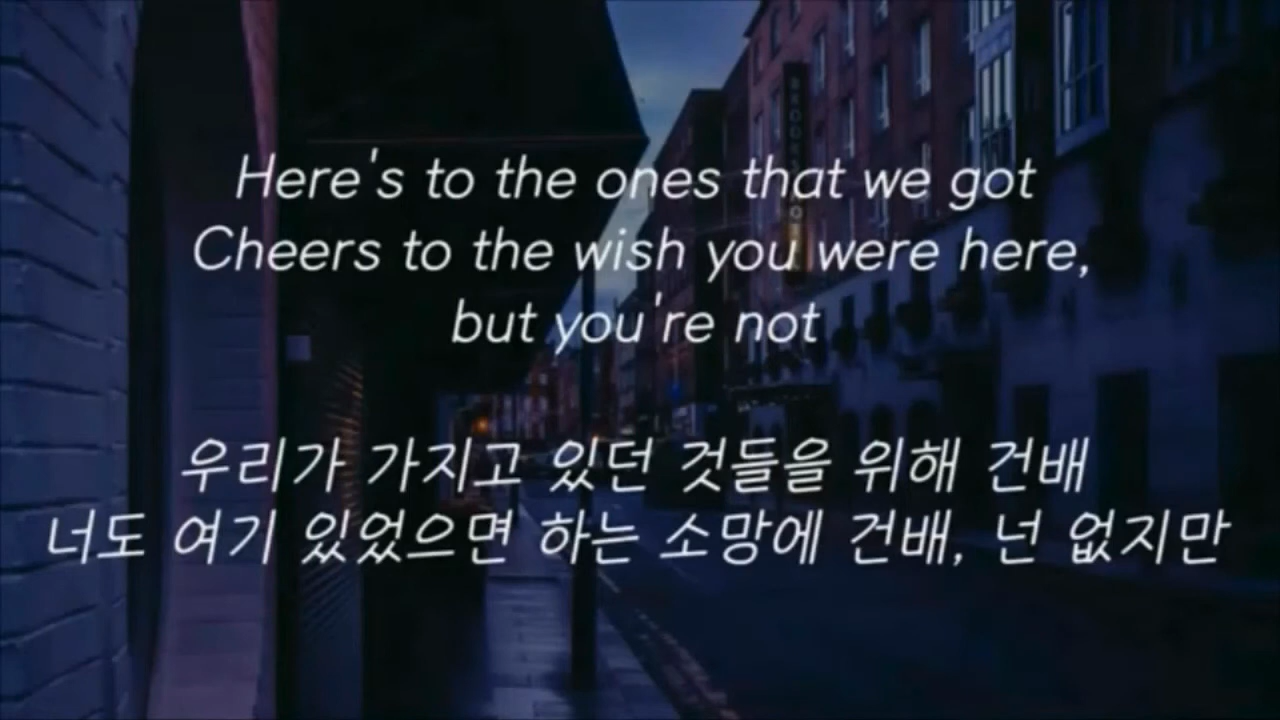 Here's to the ones that we got
Cheers to the wish you were here,
but you're not
우리가 가지고 있던 것들을 위해 건배
너도 여기 있었으면 하는 소망에 건배, 넌 없지만